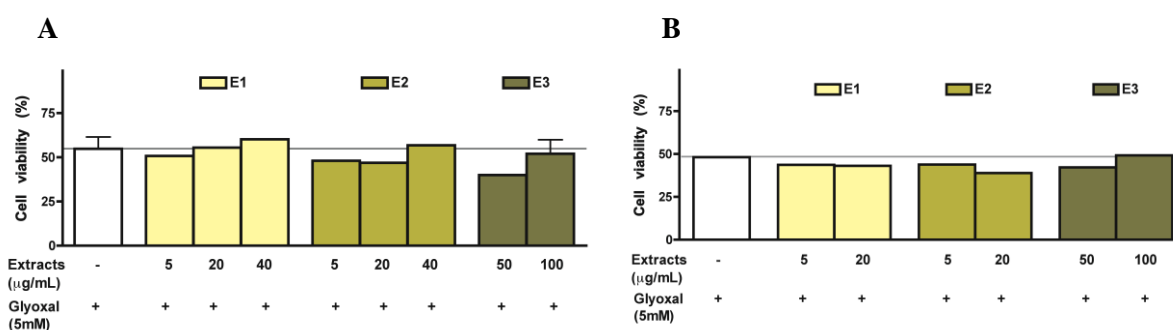 A
E1 E2 E3
Cell viability (%)
75
50
25
0
Extracts - 5 20 40 5 20 40 50 100
(μg/mL)
Glyoxal + + + + + + + + +
(5mM)
B
E1 E2 E3
Cell viability (%)
75
50
25
0
Extracts - 5 20 5 20 50 100
(μg/mL)
Glyoxal + + + + + + +
(5mM)